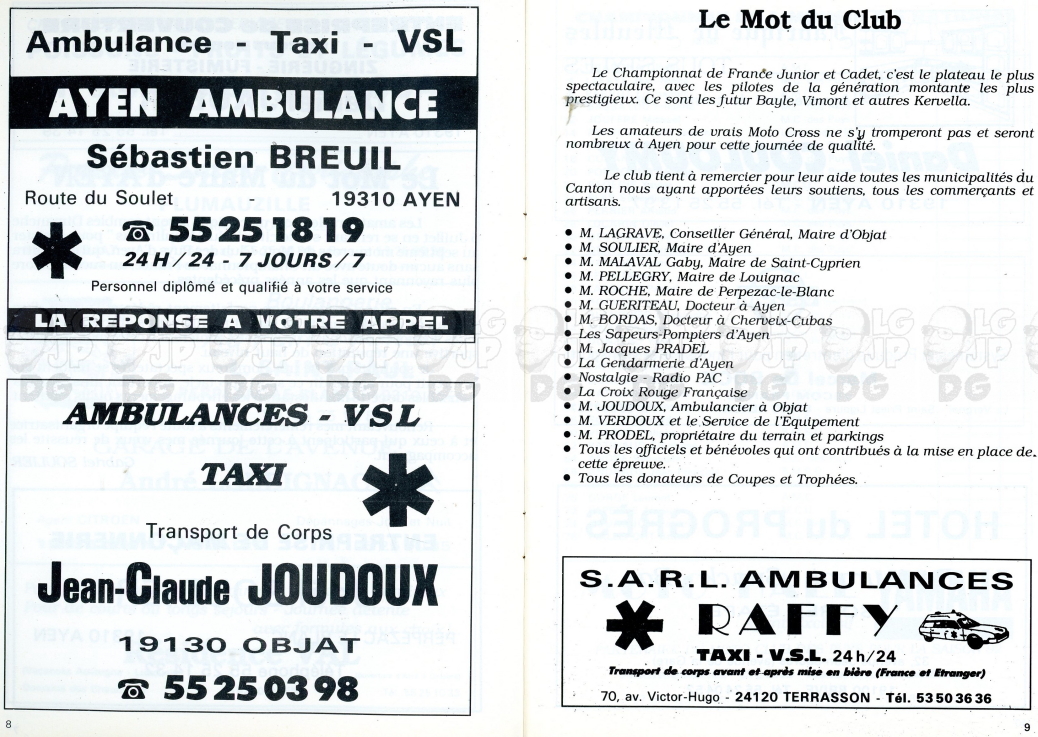 Ambulance - Taxi - VSL
AYEN AMBULANCE
Sébastien BREUIL
Route du Soulet 19310 AYEN
☎ 55 25 18 19
24 H / 24 - 7 JOURS / 7
Personnel diplômé et qualifié à votre service
LA REPONSE A VOTRE APPEL
AMBULANCES - VSL
TAXI
Transport de Corps
Jean-Claude JOUDOUX
19130 OBJAT
☎ 55 25 03 98
8
Le Mot du Club
Le Championnat de France Junior et Cadet, c'est le plateau le plus
spectaculaire, avec les pilotes de la génération montante les plus
prestigieux. Ce sont les futur Bayle, Vimont et autres Kervella.
Les amateurs de vrais Moto Cross ne s'y tromperont pas et seront
nombreux à Ayen pour cette journée de qualité.
Le club tient à remercier pour leur aide toutes les municipalités du
Canton nous ayant apportées leurs soutiens, tous les commerçants et
artisans.
● M. LAGRAVE, Conseiller Général, Maire d'Objat
● M. SOULIER, Maire d'Ayen
● M. MALAVAL Gaby, Maire de Saint-Cyprien
● M. PELLEGRY, Maire de Louignac
● M. ROCHE, Maire de Perpezac-le-Blanc
● M. GUERITEAU, Docteur à Ayen
● M. BORDAS, Docteur à Cherveix-Cubas
● Les Sapeurs-Pompiers d'Ayen
● M. Jacques PRADEL
● La Gendarmerie d'Ayen
● Nostalgie - Radio PAC
● La Croix Rouge Française
● M. JOUDOUX, Ambulancier à Objat
● M. VERDOUX et le Service de l'Equipement
● M. PRODEL, propriétaire du terrain et parkings
● Tous les officiels et bénévoles qui ont contribués à la mise en place de
cette épreuve.
● Tous les donateurs de Coupes et Trophées.
S.A.R.L. AMBULANCES
RAFFY
TAXI - V.S.L. 24 h / 24
Transport de corps avant et après mise en bière (France et Etranger)
70, av. Victor-Hugo - 24120 TERRASSON - Tél. 53 50 36 36
9
LG JP DG